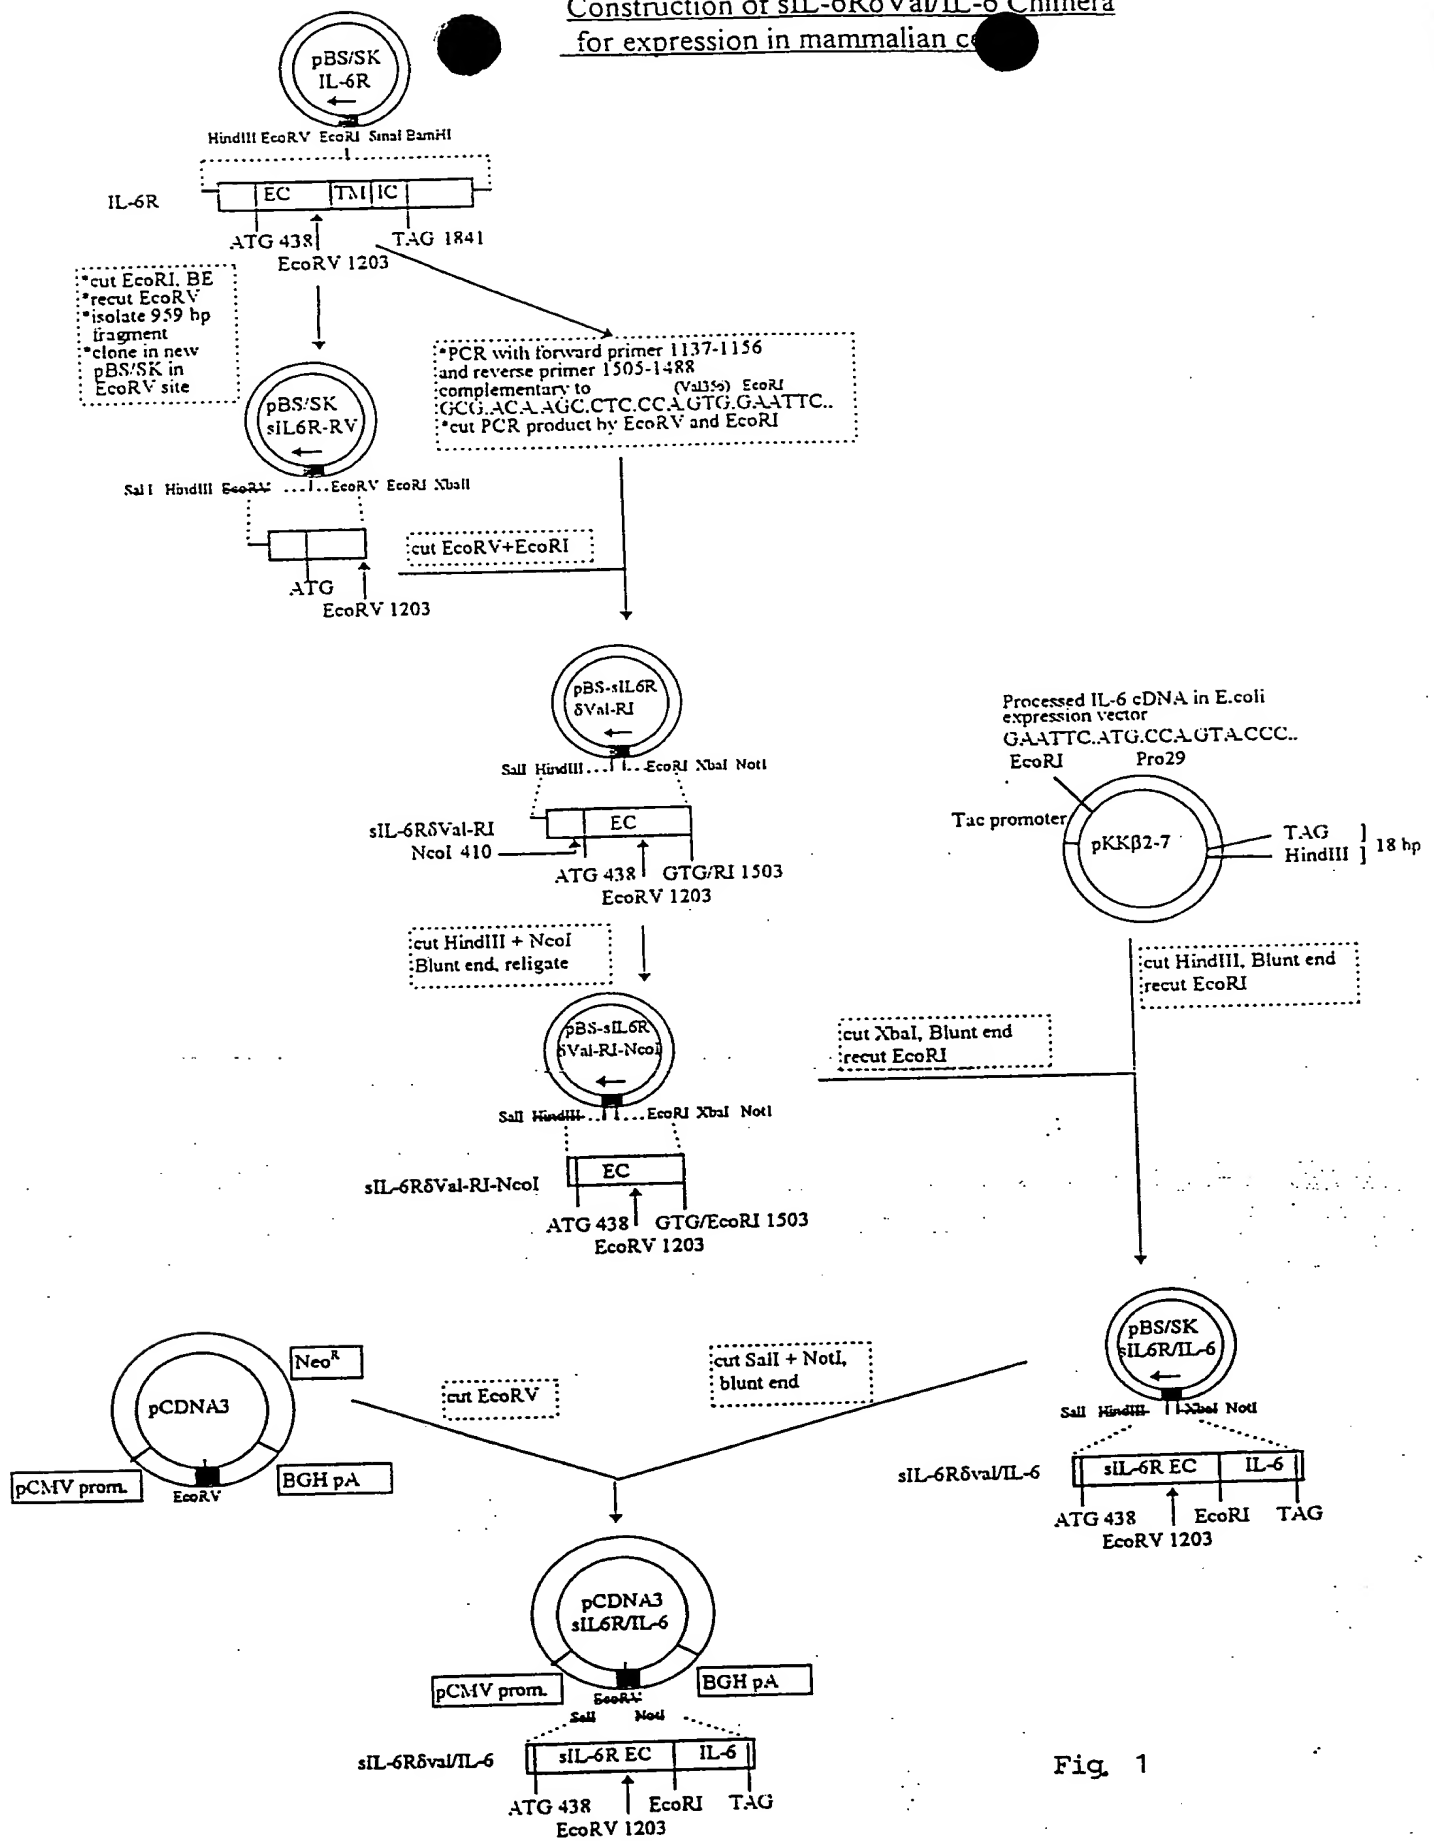 Construction of sIL-6RδVal/IL-6 Chimera
for expression in mammalian
pBS/SK
IL-6R
HindIII EcoRV EcoRI SmaI BamHI
IL-6R
EC
TM
IC
ATG 438
TAG 1841
EcoRV 1203
*cut EcoRI, BE
*recut EcoRV
*isolate 959 hp
fragment
*clone in new
pBS/SK in
EcoRV site
*PCR with forward primer 1137-1156
and reverse primer 1505-1488
complementary to (Val356) EcoRI
GCG.ACA.AGC.CTC.CCA.GTG.GAATTC..
*cut PCR product by EcoRV and EcoRI
pBS/SK
sIL6R-RV
Sal I HindIII EcoRV ....EcoRV EcoRI XbaII
ATG
EcoRV 1203
cut EcoRV+EcoRI
pBS-sIL6R
δVal-RI
SalI HindIII... ...EcoRI XbaI NotI
sIL-6RδVal-RI
EC
NcoI 410
ATG 438
GTG/RI 1503
EcoRV 1203
Processed IL-6 cDNA in E.coli
expression vector
GAATTC..ATG.CCA.GTA.CCC..
EcoRI Pro29
Tac promoter
pKKβ2-7
TAG ]
HindIII ]
18 hp
cut HindIII + NcoI
Blunt end, religate
cut HindIII, Blunt end
recut EcoRI
pBS-sIL6R
δVal-RI-NcoI
cut XbaI, Blunt end
recut EcoRI
SalI HindIII... ...EcoRI XbaI NotI
sIL-6RδVal-RI-NcoI
EC
ATG 438
GTG/EcoRI 1503
EcoRV 1203
pCDNA3
Neo^R
pCMV prom.
EcoRV
BGH pA
cut EcoRV
cut SalI + NotI,
blunt end
pBS/SK
sIL6R/IL-6
SalI HindIII XbaI NotI
sIL-6Rδval/IL-6
sIL-6R EC
IL-6
ATG 438
EcoRI
TAG
EcoRV 1203
pCDNA3
sIL6R/IL-6
pCMV prom.
EcoRV
BGH pA
SalI NotI
sIL-6Rδval/IL-6
sIL-6R EC
IL-6
ATG 438
EcoRI
TAG
EcoRV 1203
Fig. 1